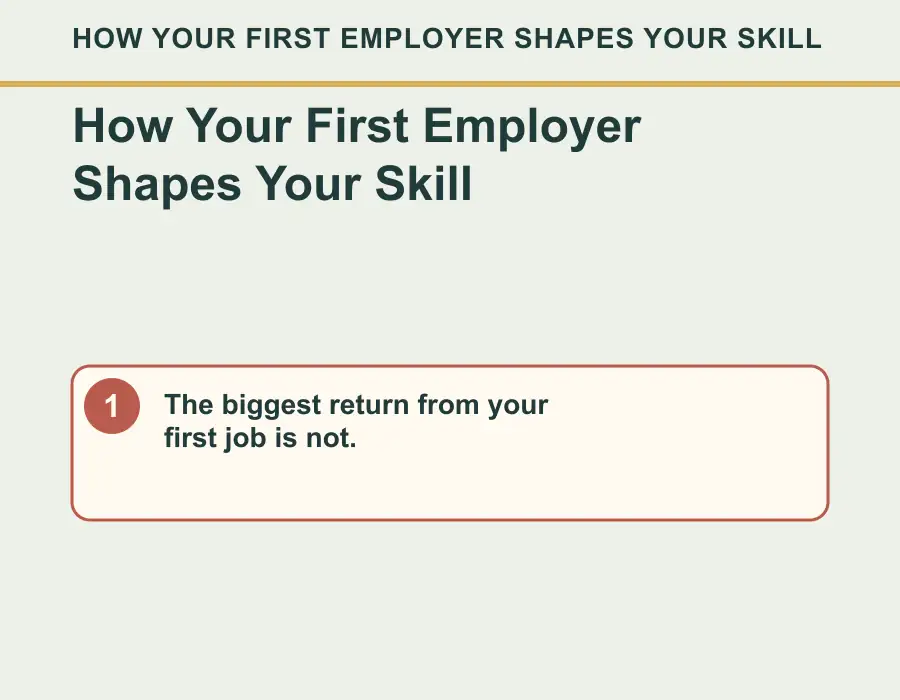 HOW YOUR FIRST EMPLOYER SHAPES YOUR SKILL
How Your First Employer
Shapes Your Skill
1
The biggest return from your
first job is not.